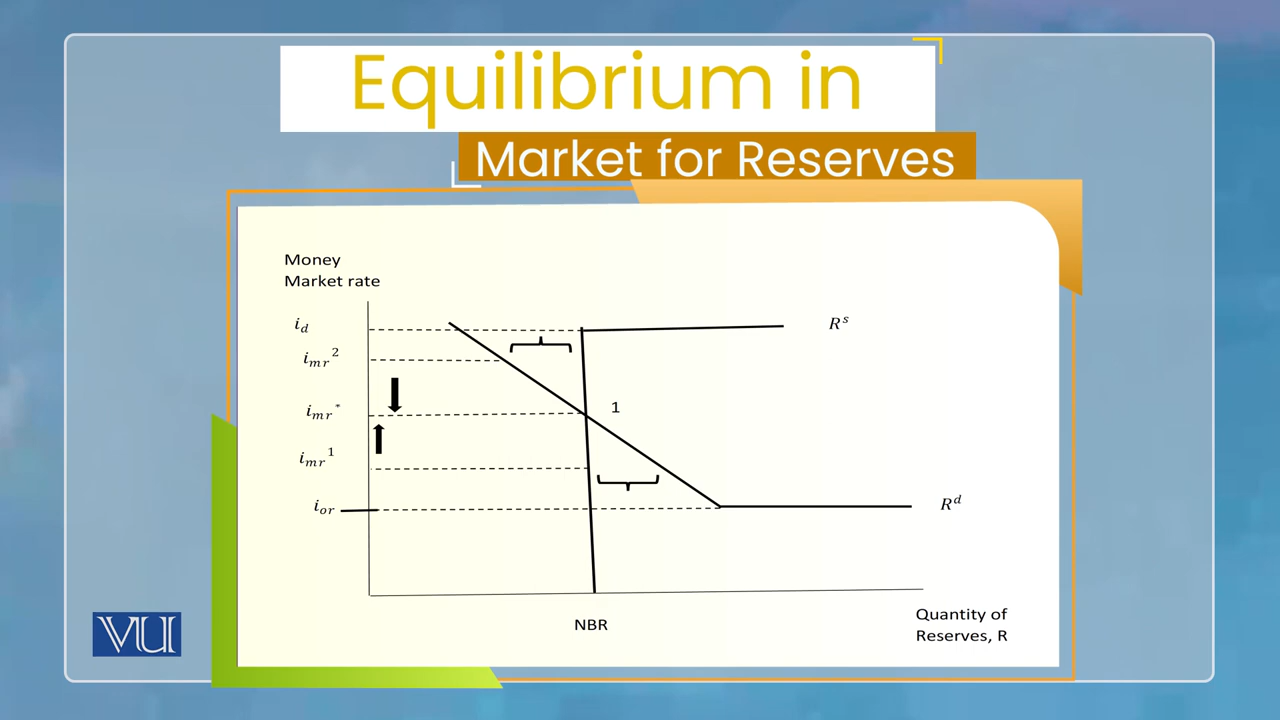 Equilibrium in
Market for Reserves
Money
Market rate
i_d
R^s
i_mr^2
i_mr^*
1
i_mr^1
i_or
R^d
NBR
Quantity of
Reserves, R
VU